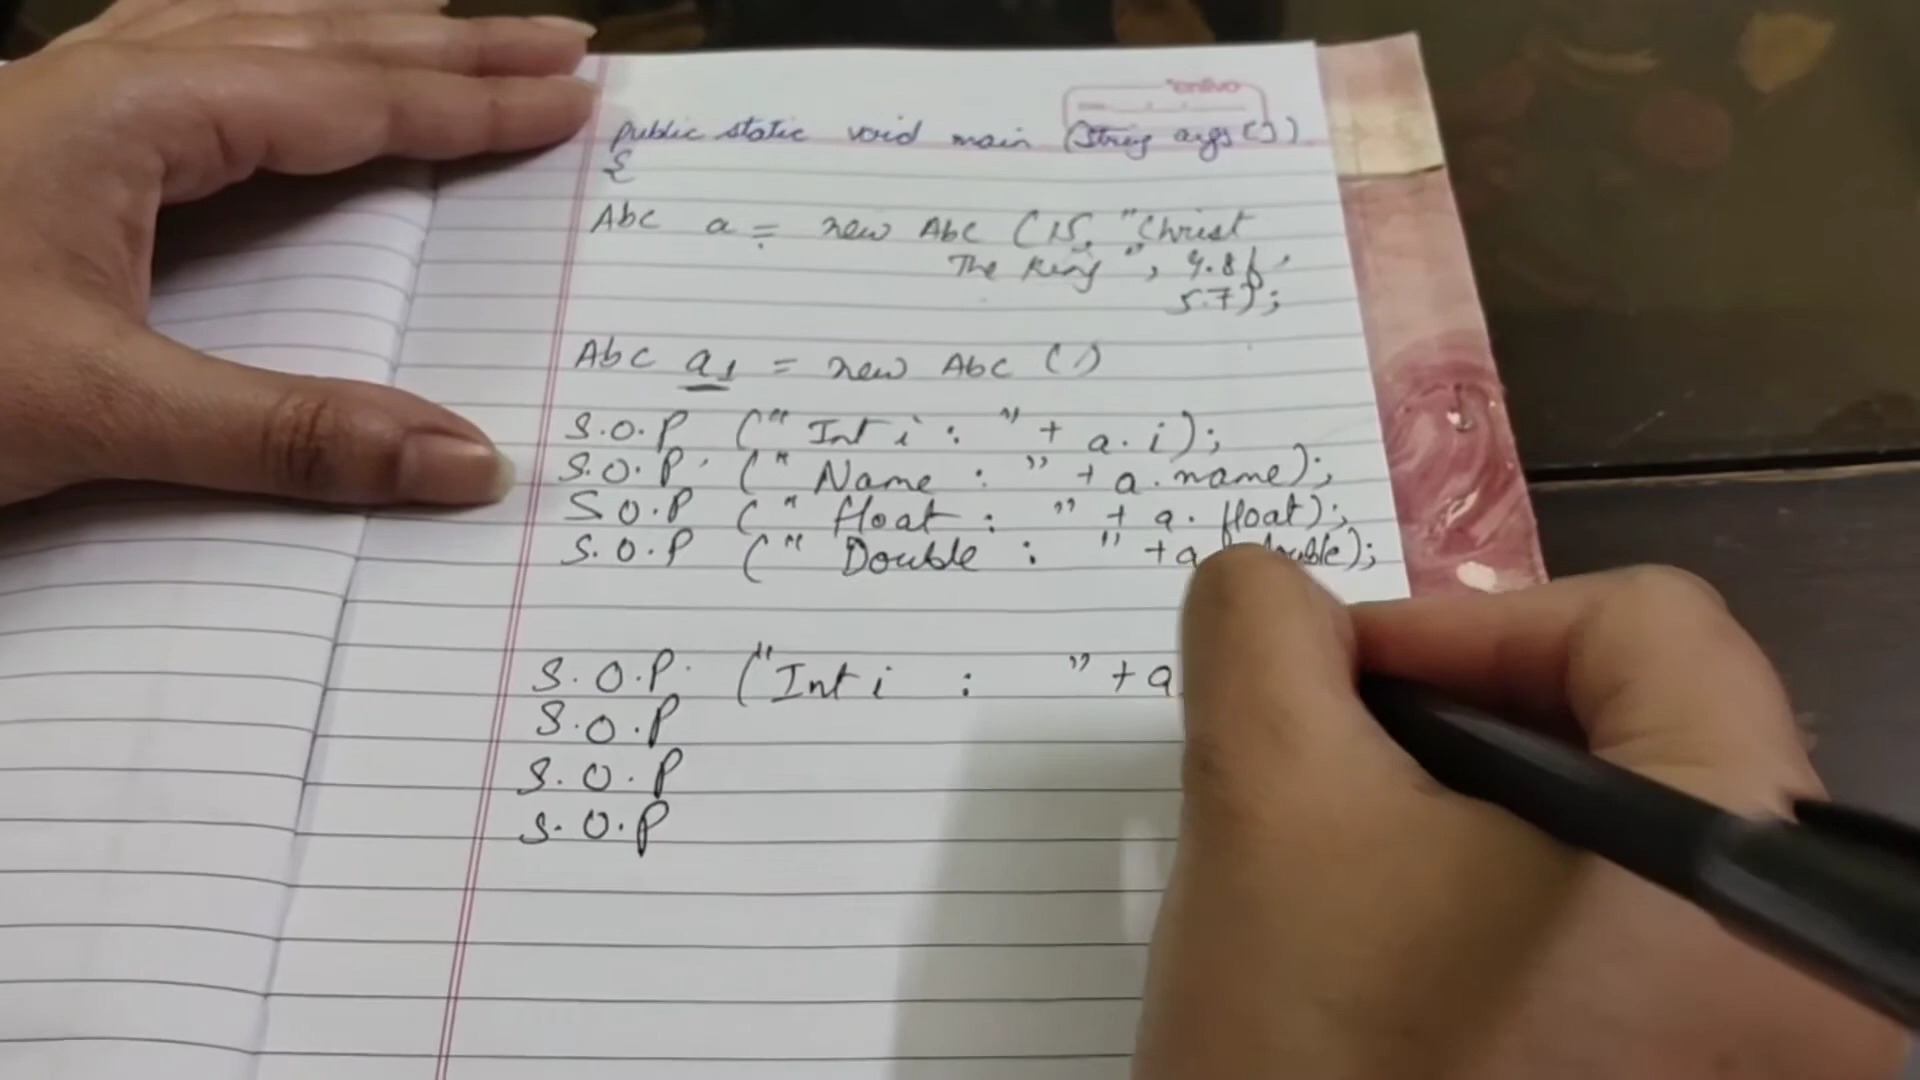 public static void main (String args [])
{
Abc a = new Abc (15, "Christ
The King", 4.8f,
5.7);
Abc a1 = new Abc ()
S.O.P (" Int i : " + a. i);
S.O.P. (" Name : " + a. name);
S.O.P (" float : " + a. float);
S.O.P (" Double : " + a
S.O.P. ("Int i : " + a
S.O.P
S.O.P
S.O.P